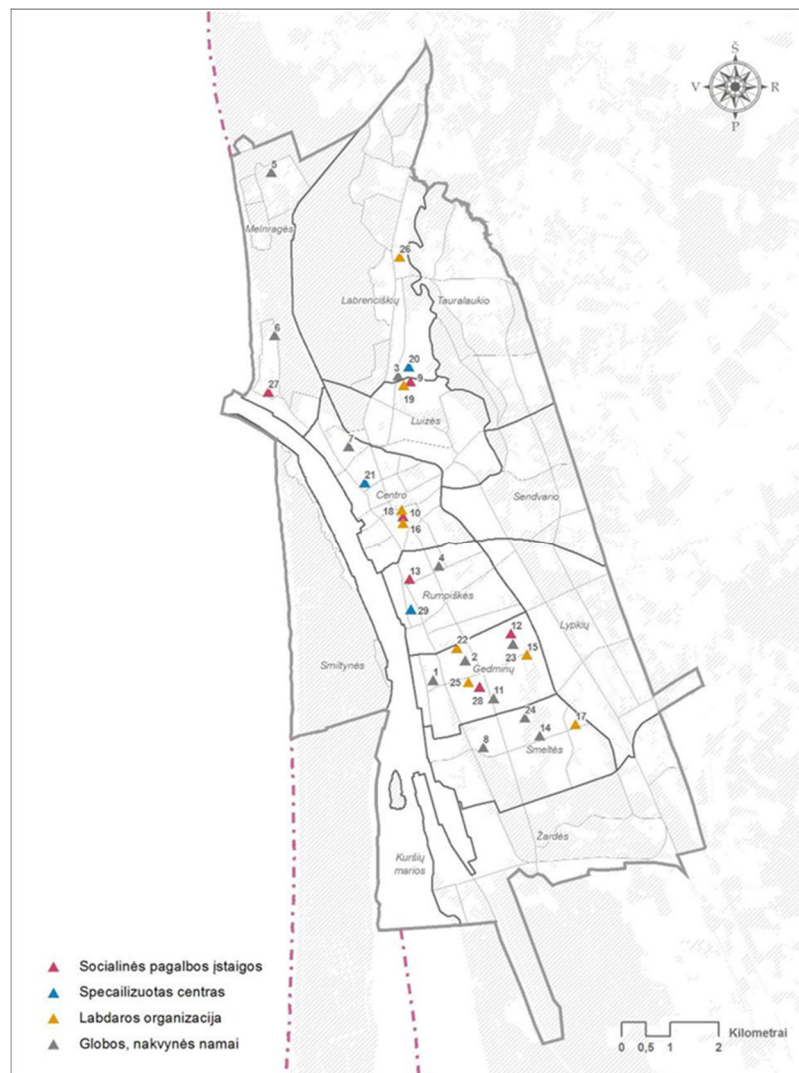 Š
V
R
P
5
Melnragės
26
Labrenciškių
Tauralaukio
6
20
3
9
27
19
Luizės
7
21
Centro
Sendvario
18
10
16
4
13
Rumpiškės
29
12
Lypkių
22
2
23
15
Smiltynės
Gedminų
1
25
28
11
24
17
14
8
Smeltės
Žardės
Kuršių
marios
Socialinės pagalbos įstaigos
Specailizuotas centras
Labdaros organizacija
Globos, nakvynės namai
Kilometrai
0 0,5 1 2